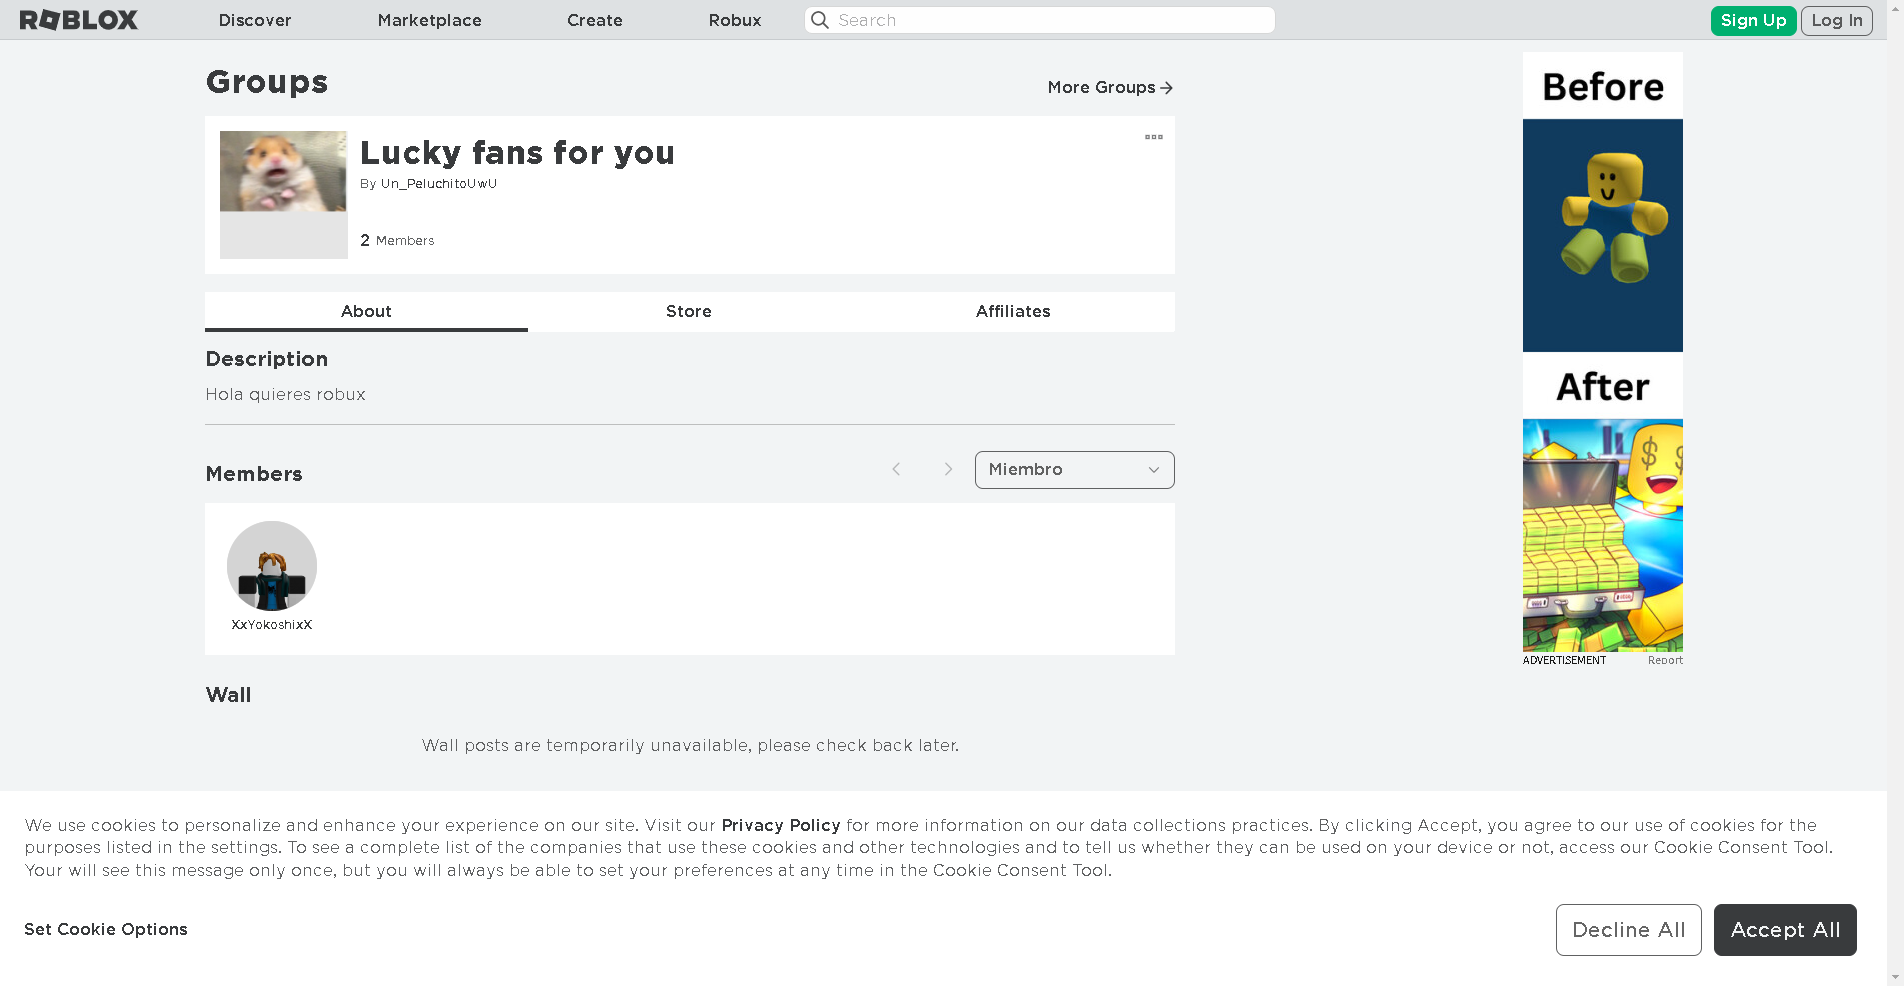 ROBLOX
Discover
Marketplace
Create
Robux
Search
Sign Up
Log In
Groups
More Groups
Lucky fans for you
By Un_PeluchitoUwU
2 Members
About
Store
Affiliates
Description
Hola quieres robux
Members
Miembro
XxYokoshixX
Wall
Wall posts are temporarily unavailable, please check back later.
Before
After
ADVERTISEMENT
Report
We use cookies to personalize and enhance your experience on our site. Visit our Privacy Policy for more information on our data collections practices. By clicking Accept, you agree to our use of cookies for the
purposes listed in the settings. To see a complete list of the companies that use these cookies and other technologies and to tell us whether they can be used on your device or not, access our Cookie Consent Tool.
Your will see this message only once, but you will always be able to set your preferences at any time in the Cookie Consent Tool.
Set Cookie Options
Decline All
Accept All